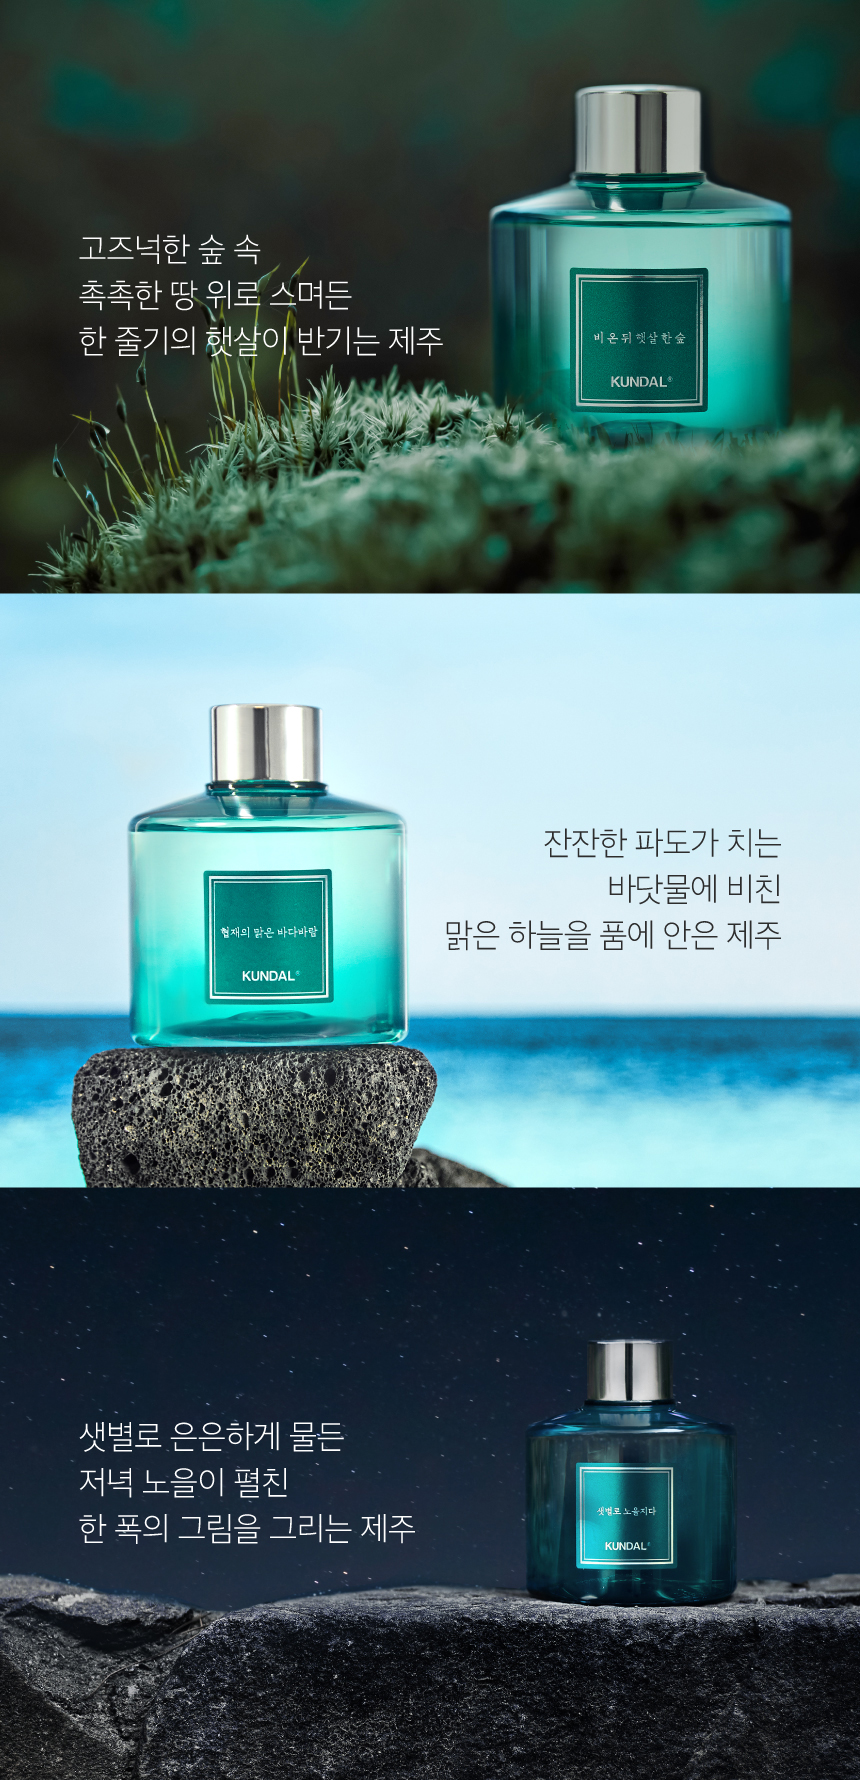 고즈넉한 숲 속
촉촉한 땅 위로 스며든
한 줄기의 햇살이 반기는 제주
비온뒤 햇살한숲
KUNDAL®
잔잔한 파도가 치는
바닷물에 비친
맑은 하늘을 품에 안은 제주
협재의 맑은 바다바람
KUNDAL®
샛별로 은은하게 물든
저녁 노을이 펼친
한 폭의 그림을 그리는 제주
샛별로 노을지다
KUNDAL®